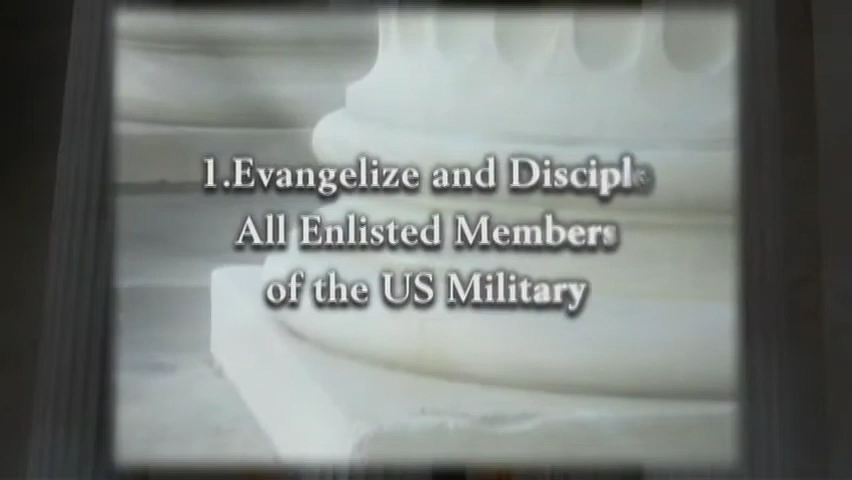 1.Evangelize and Disciple
All Enlisted Members
of the US Military